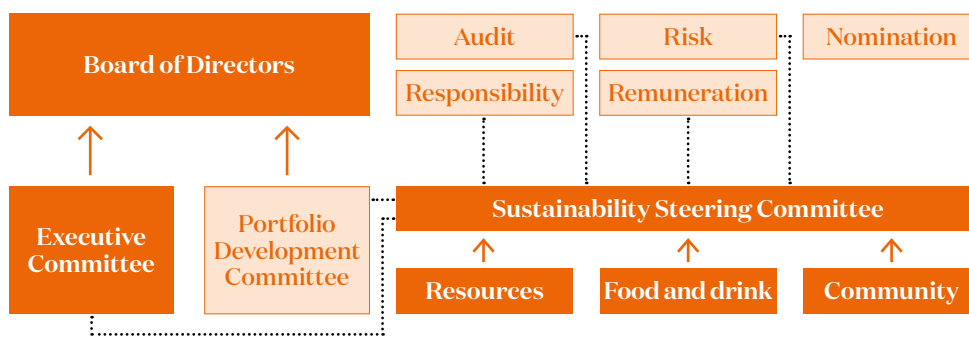 Board of Directors
Audit
Risk
Nomination
Responsibility
Remuneration
Executive
Committee
Portfolio
Development
Committee
Sustainability Steering Committee
Resources
Food and drink
Community